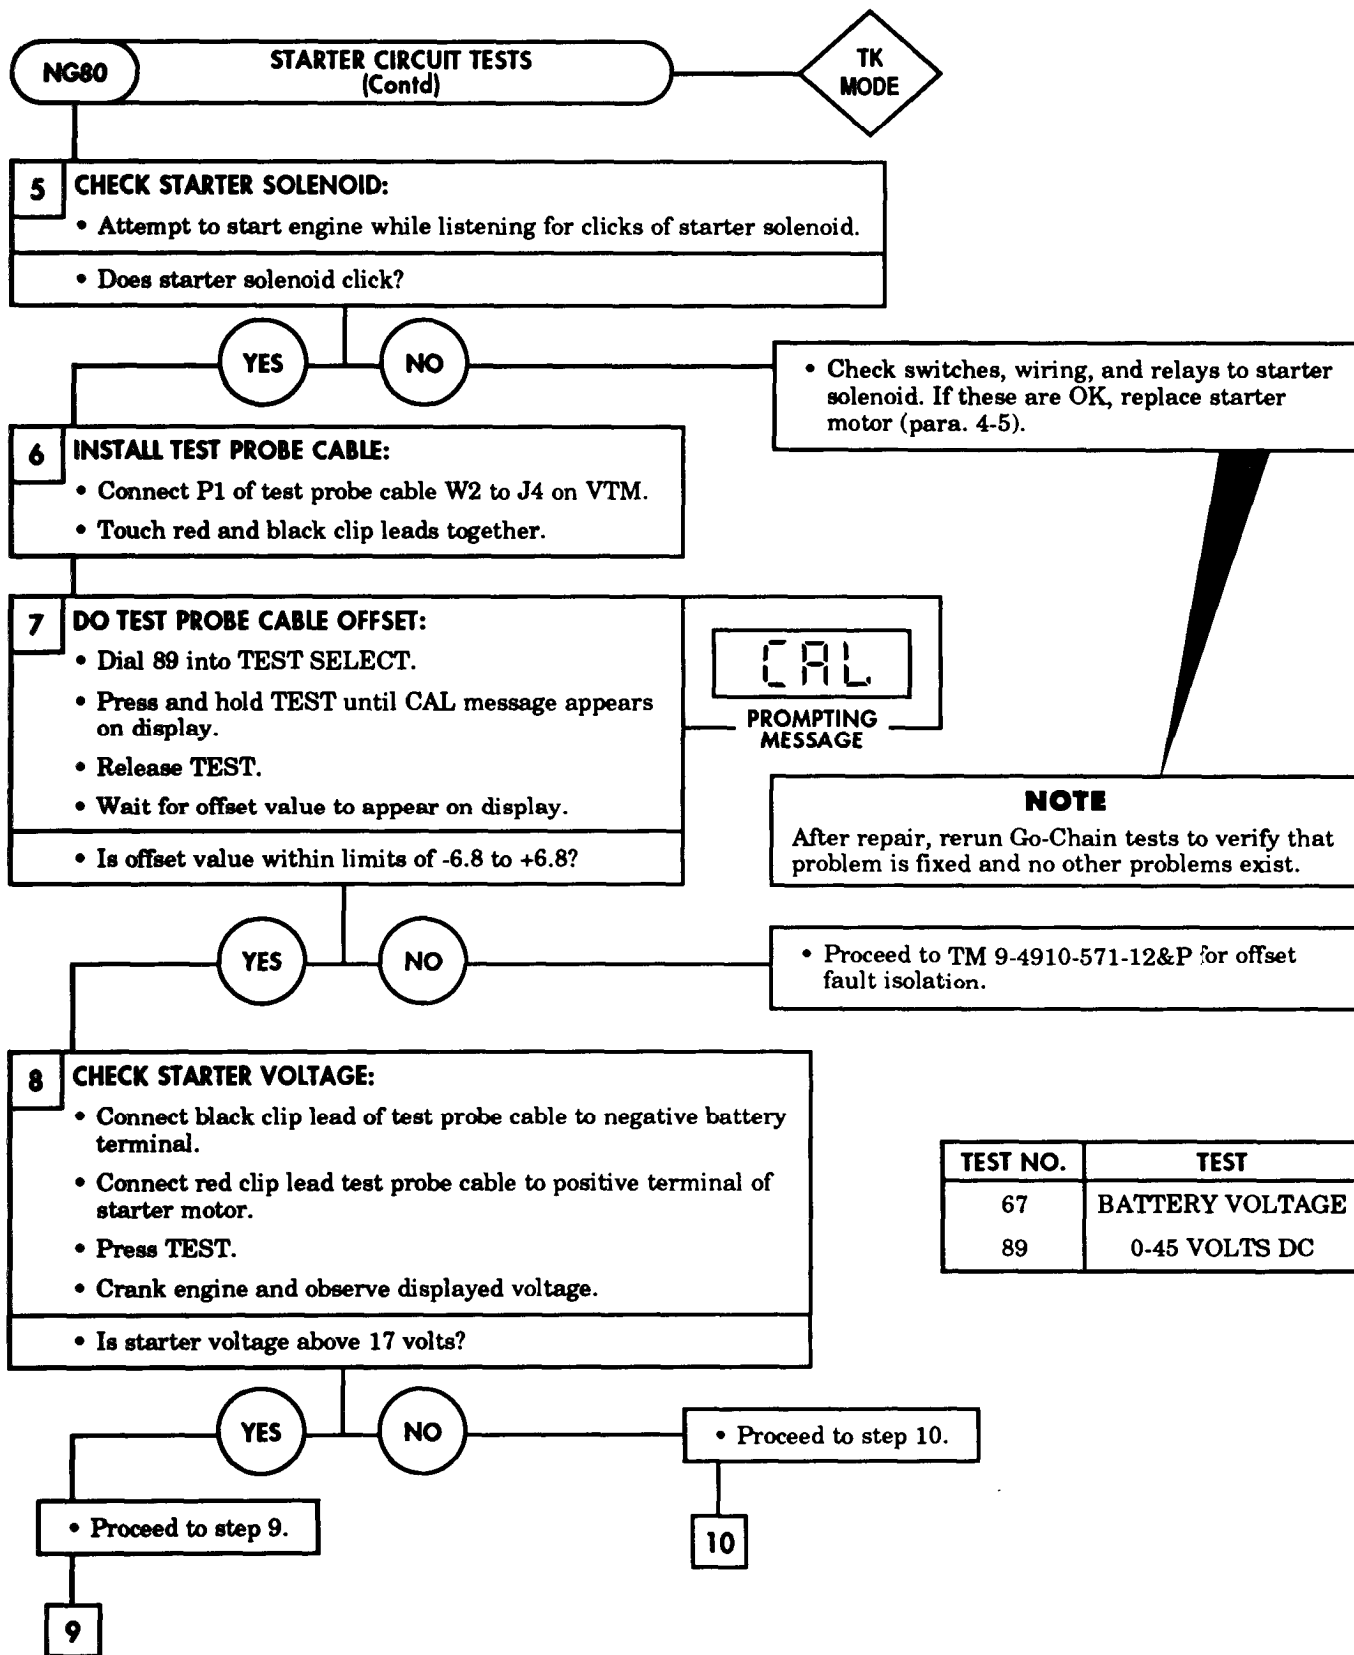 NG80
STARTER CIRCUIT TESTS
(Contd)
TK
MODE
5
CHECK STARTER SOLENOID:
• Attempt to start engine while listening for clicks of starter solenoid.
• Does starter solenoid click?
YES
NO
• Check switches, wiring, and relays to starter
solenoid. If these are OK, replace starter
motor (para. 4-5).
6
INSTALL TEST PROBE CABLE:
• Connect P1 of test probe cable W2 to J4 on VTM.
• Touch red and black clip leads together.
7
DO TEST PROBE CABLE OFFSET:
• Dial 89 into TEST SELECT.
• Press and hold TEST until CAL message appears
on display.
• Release TEST.
• Wait for offset value to appear on display.
• Is offset value within limits of -6.8 to +6.8?
CAL
PROMPTING
MESSAGE
NOTE
After repair, rerun Go-Chain tests to verify that
problem is fixed and no other problems exist.
YES
NO
• Proceed to TM 9-4910-571-12&P for offset
fault isolation.
8
CHECK STARTER VOLTAGE:
• Connect black clip lead of test probe cable to negative battery
terminal.
• Connect red clip lead test probe cable to positive terminal of
starter motor.
• Press TEST.
• Crank engine and observe displayed voltage.
• Is starter voltage above 17 volts?
TEST NO. TEST
67 BATTERY VOLTAGE
89 0-45 VOLTS DC
YES
NO
• Proceed to step 10.
• Proceed to step 9.
10
9